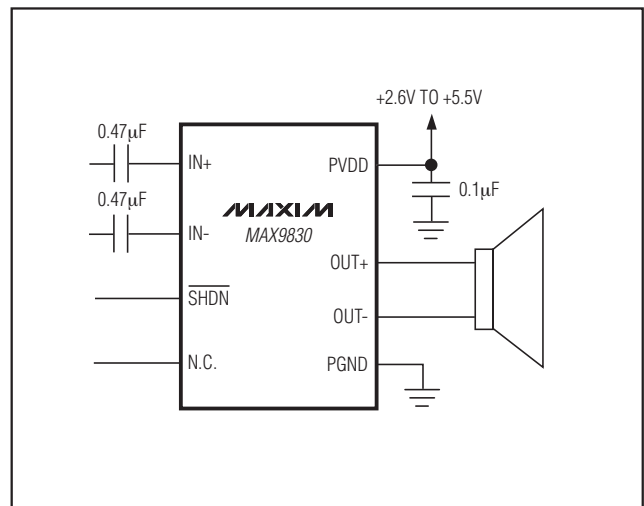 +2.6V TO +5.5V
0.47µF
IN+
PVDD
0.1µF
0.47µF
MAXIM
MAX9830
IN-
OUT+
SHDN
OUT-
N.C.
PGND